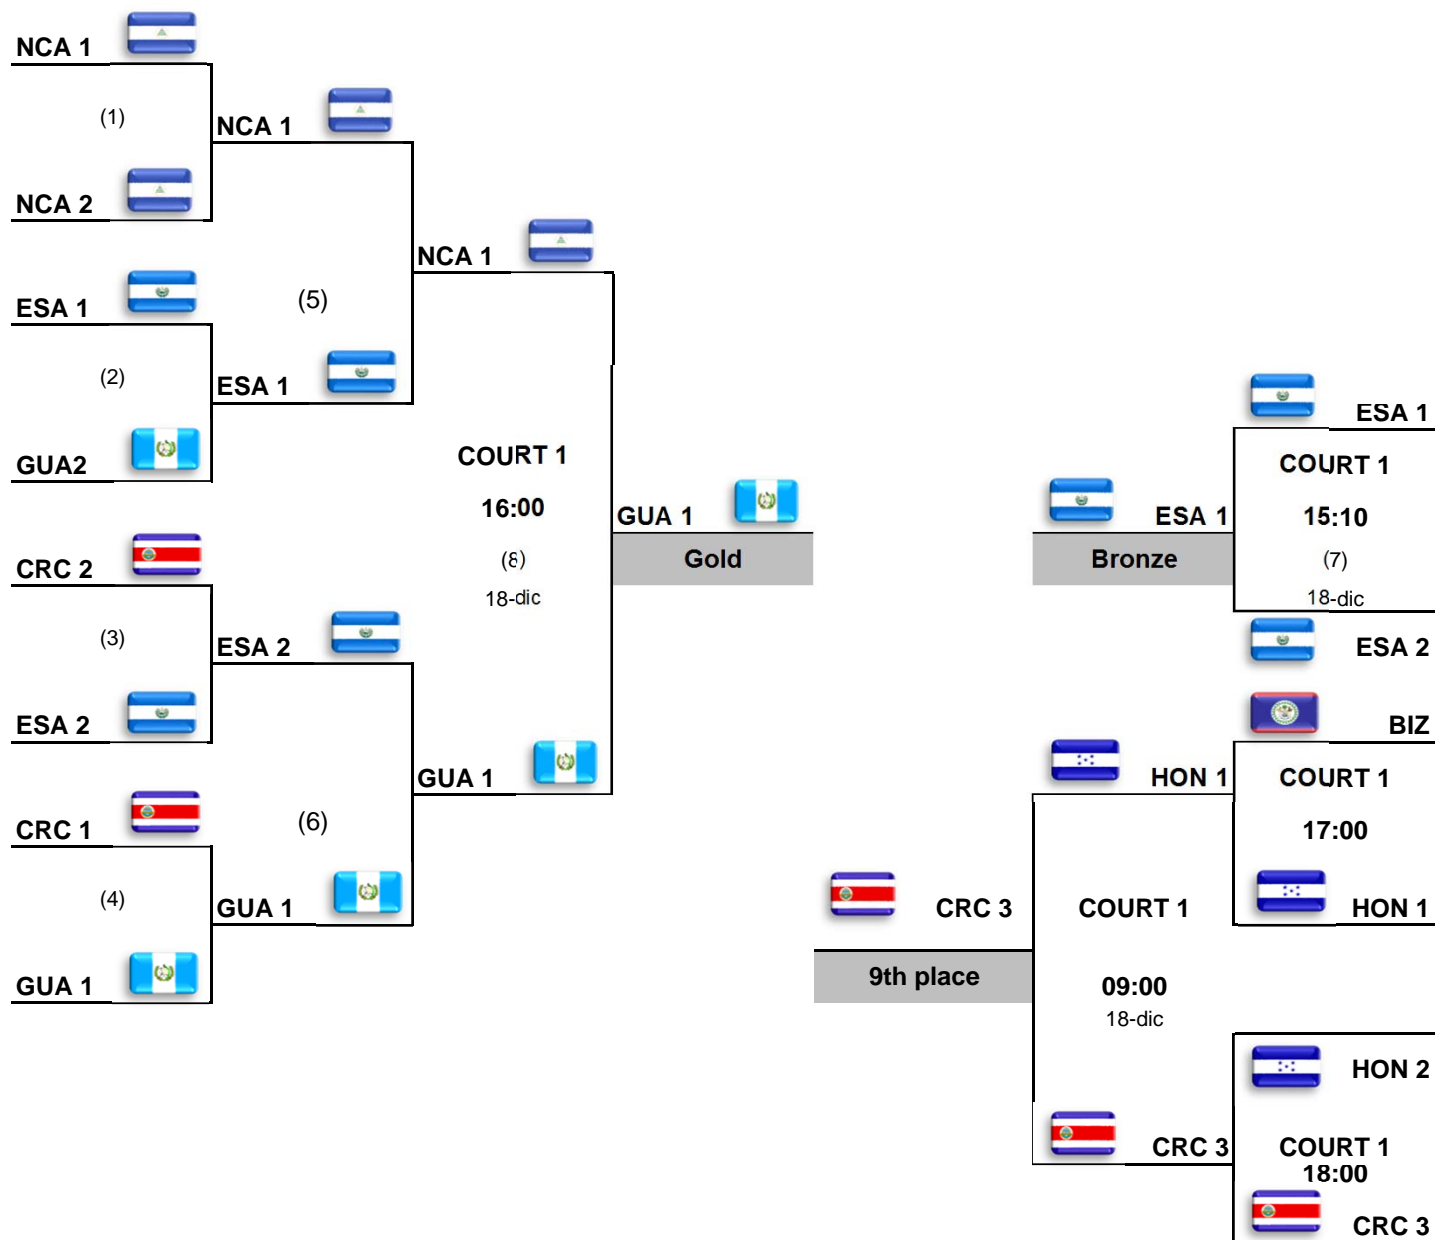 NCA 1
(1)
NCA 1
NCA 2
NCA 1
ESA 1
(5)
(2)
ESA 1
GUA2
COURT 1
16:00
(8)
18-dic
GUA 1
Gold
CRC 2
(3)
ESA 2
ESA 2
GUA 1
CRC 1
(6)
(4)
GUA 1
GUA 1
ESA 1
COURT 1
ESA 1
15:10
Bronze
(7)
18-dic
ESA 2
BIZ
HON 1
COURT 1
17:00
CRC 3
COURT 1
HON 1
9th place
09:00
18-dic
HON 2
CRC 3
COURT 1
18:00
CRC 3